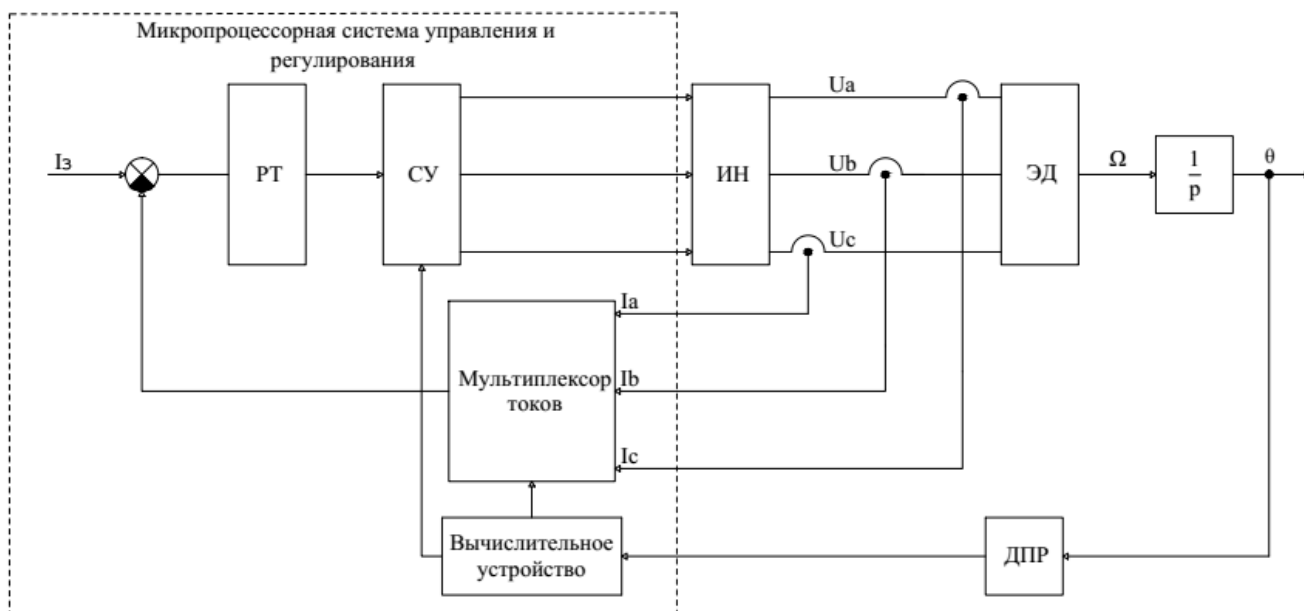 Микропроцессорная система управления и
регулирования
Iз
РТ
СУ
ИН
Ua
Ub
Uc
ЭД
Ω
1
p
θ
Ia
Ib
Ic
Мультиплексор
токов
Вычислительное
устройство
ДПР